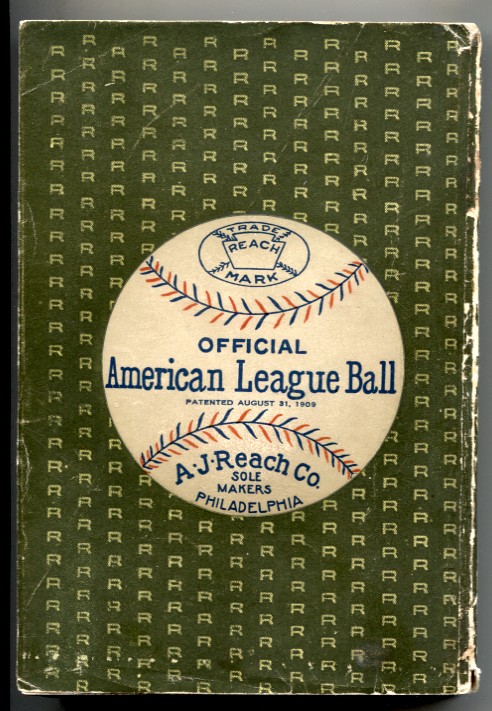 TRADE
REACH
MARK
OFFICIAL
American League Ball
PATENTED AUGUST 31, 1909
A.J. Reach Co.
SOLE
MAKERS
PHILADELPHIA